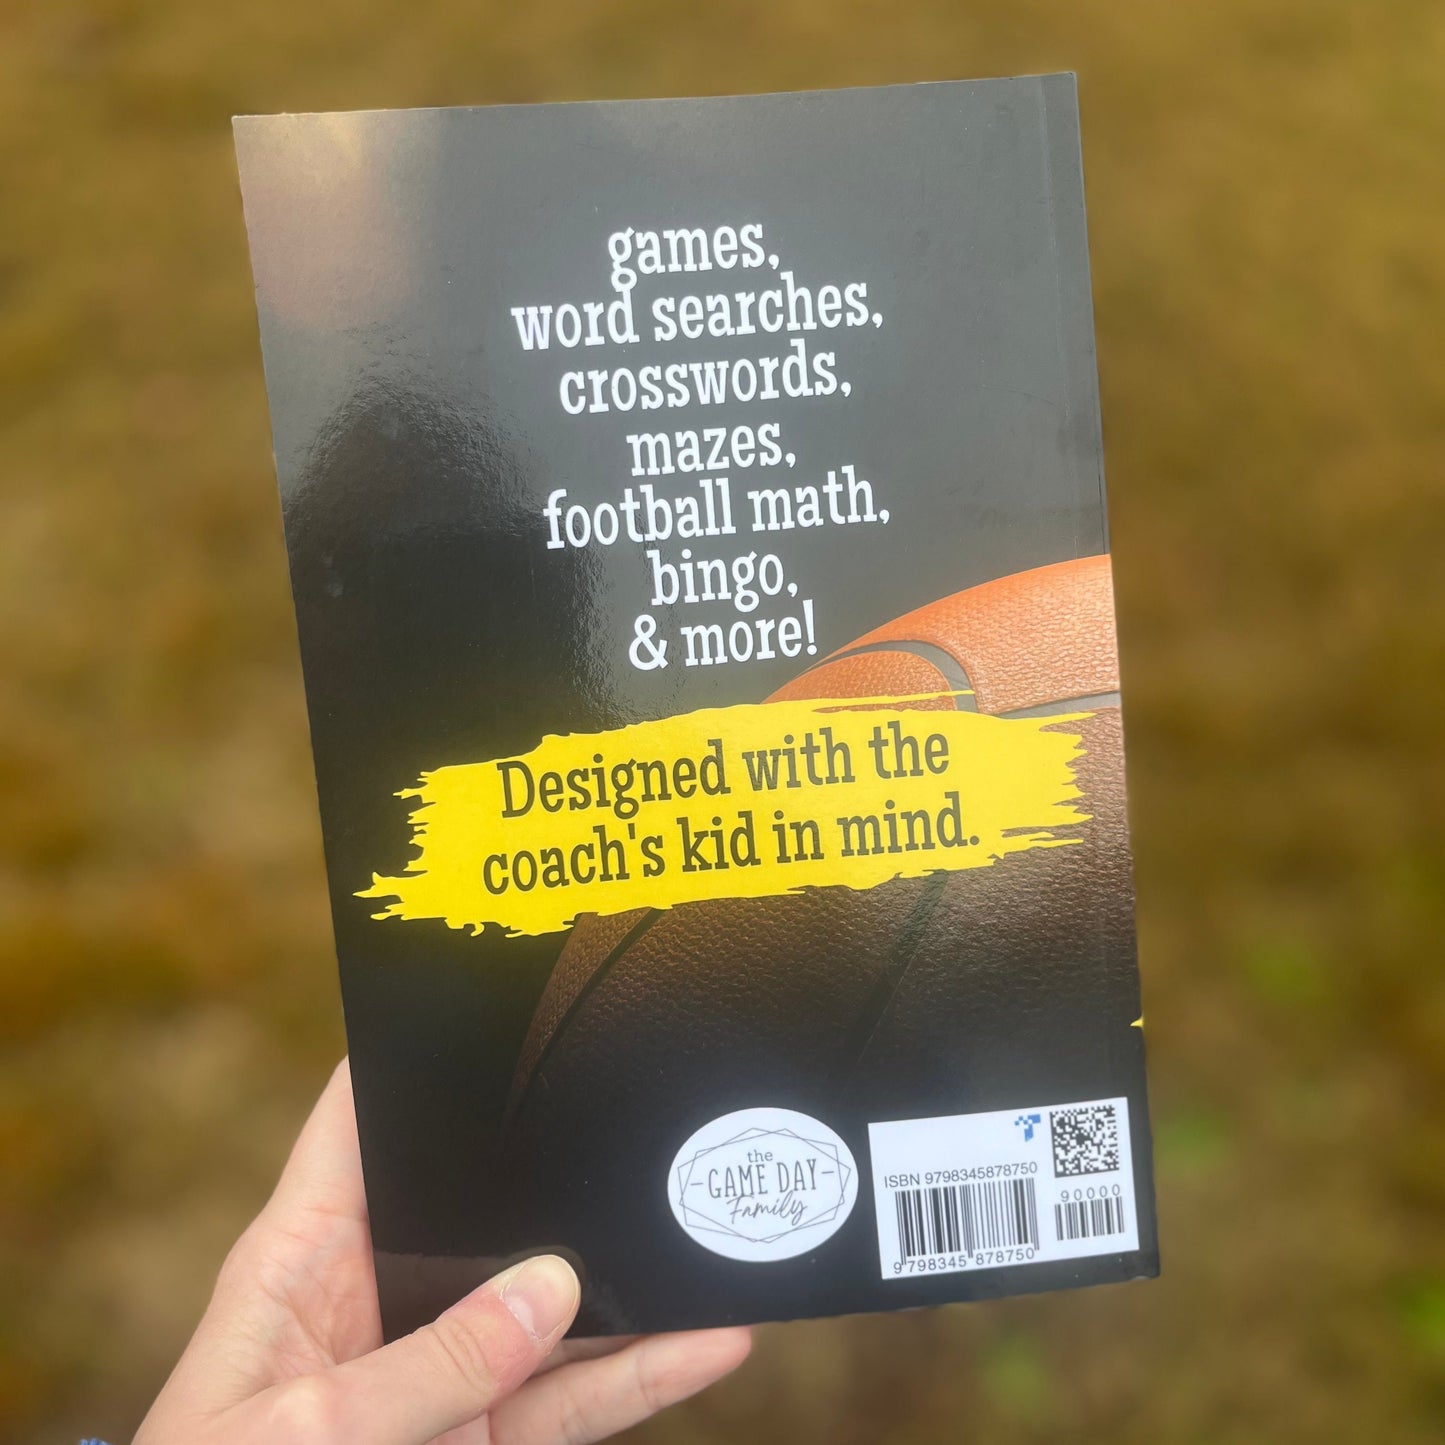 games,
word searches,
crosswords,
mazes,
football math,
bingo,
& more!
Designed with the
coach's kid in mind.
the
GAME DAY
Family
ISBN 9798345878750
90000
9 798345 878750